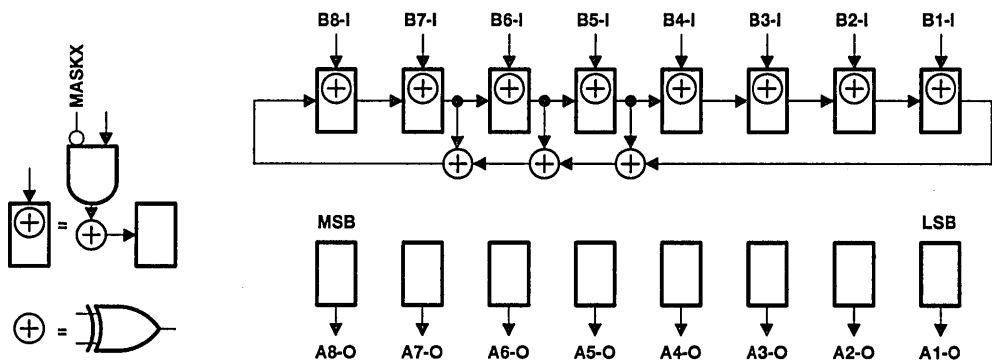 B8-I B7-I B6-I B5-I B4-I B3-I B2-I B1-I
MASKX
=
MSB LSB
=
A8-O A7-O A6-O A5-O A4-O A3-O A2-O A1-O